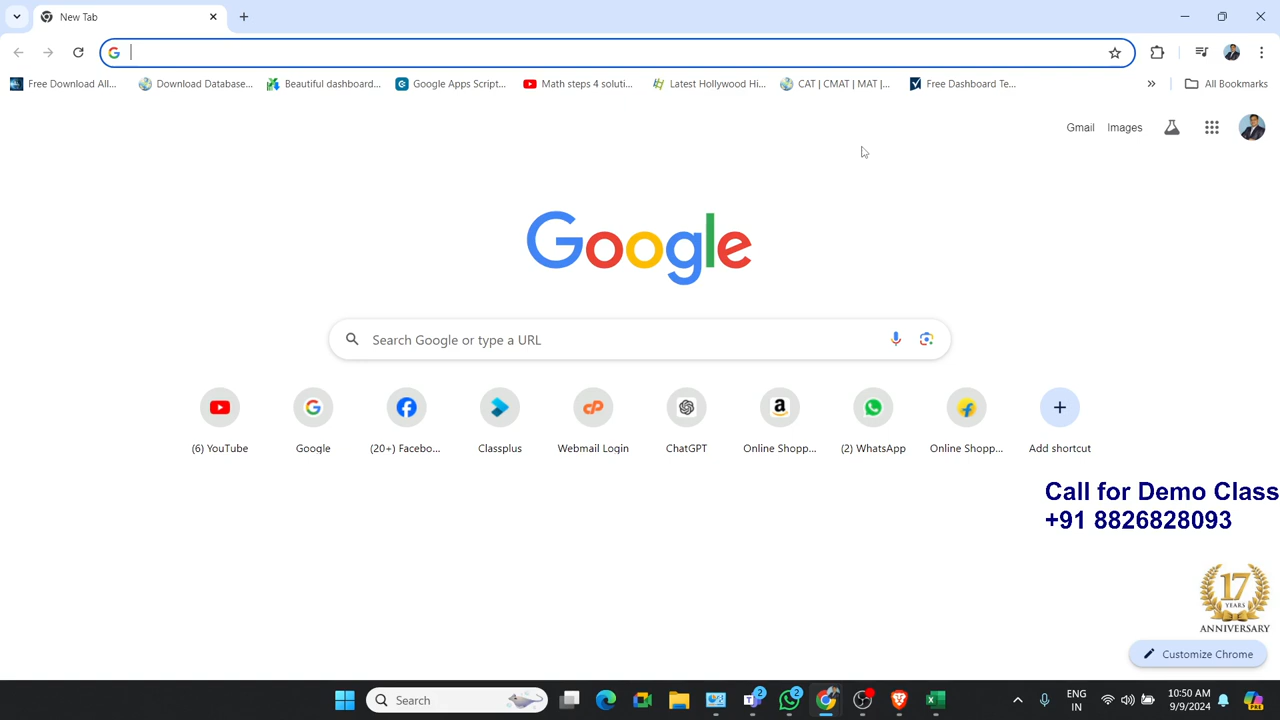 New Tab
Free Download All...
Download Database...
Beautiful dashboard...
Google Apps Script...
Math steps 4 soluti...
Latest Hollywood Hi...
CAT | CMAT | MAT |...
Free Dashboard Te...
All Bookmarks
Gmail
Images
Google
Search Google or type a URL
(6) YouTube
Google
(20+) Facebo...
Classplus
Webmail Login
ChatGPT
Online Shopp...
(2) WhatsApp
Online Shopp...
Add shortcut
Call for Demo Class
+91 8826828093
17
YEARS
ANNIVERSARY
Customize Chrome
Search
2
2
ENG
IN
10:50 AM
9/9/2024